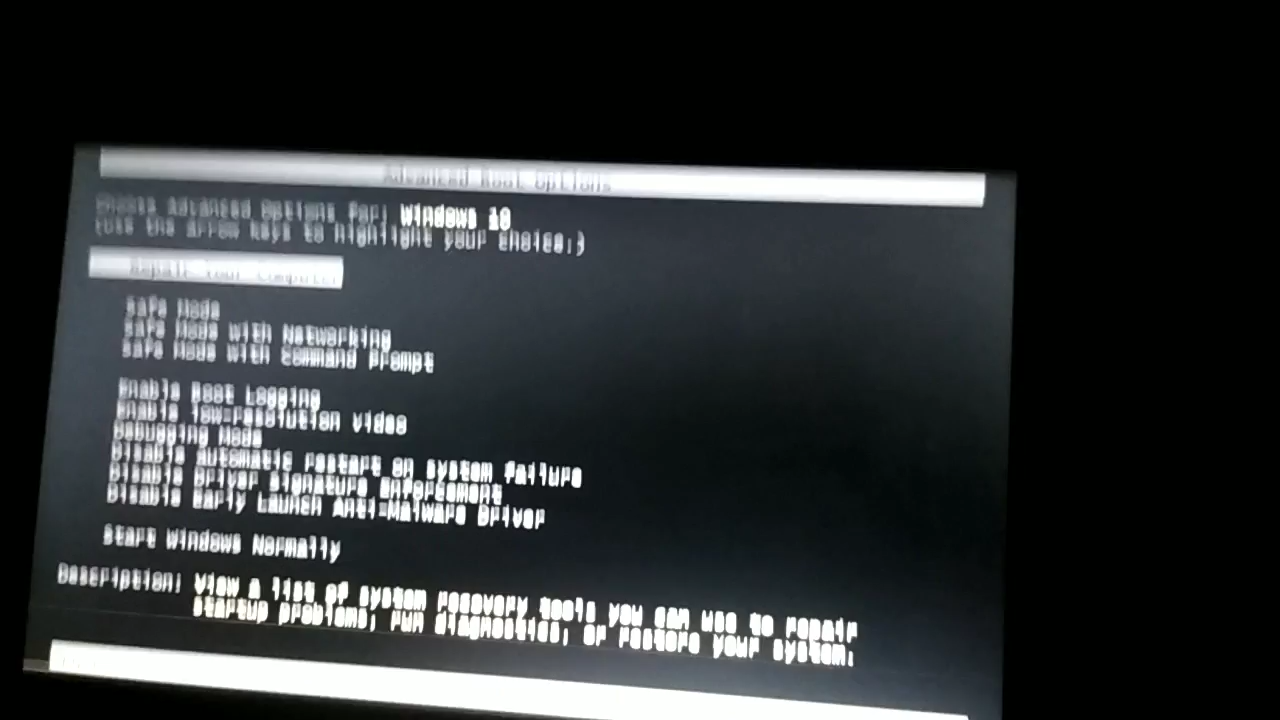 Advanced Boot Options
Choose Advanced Options for: Windows 10
(Use the arrow keys to highlight your choice.)
Repair Your Computer
Safe Mode
Safe Mode with Networking
Safe Mode with Command Prompt
Enable Boot Logging
Enable low-resolution video
Debugging Mode
Disable automatic restart on system failure
Disable Driver Signature Enforcement
Disable Early Launch Anti-Malware Driver
Start Windows Normally
Description: View a list of system recovery tools you can use to repair
startup problems, run diagnostics, or restore your system.